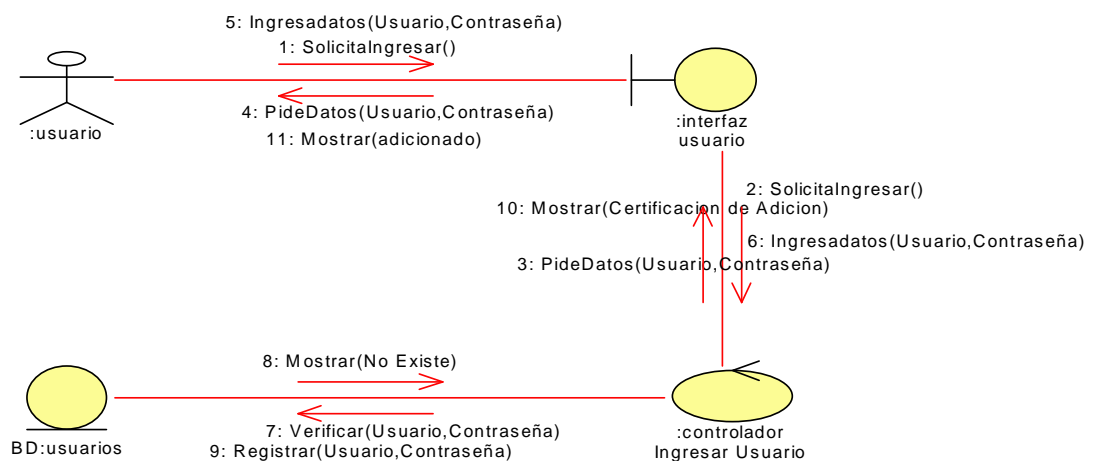 5: Ingresadatos(Usuario,Contraseña)
1: SolicitaIngresar()
4: PideDatos(Usuario,Contraseña)
11: Mostrar(adicionado)
:usuario
:interfaz
usuario
2: SolicitaIngresar()
10: Mostrar(Certificacion de Adicion)
6: Ingresadatos(Usuario,Contraseña)
3: PideDatos(Usuario,Contraseña)
8: Mostrar(No Existe)
7: Verificar(Usuario,Contraseña)
9: Registrar(Usuario,Contraseña)
BD:usuarios
:controlador
Ingresar Usuario